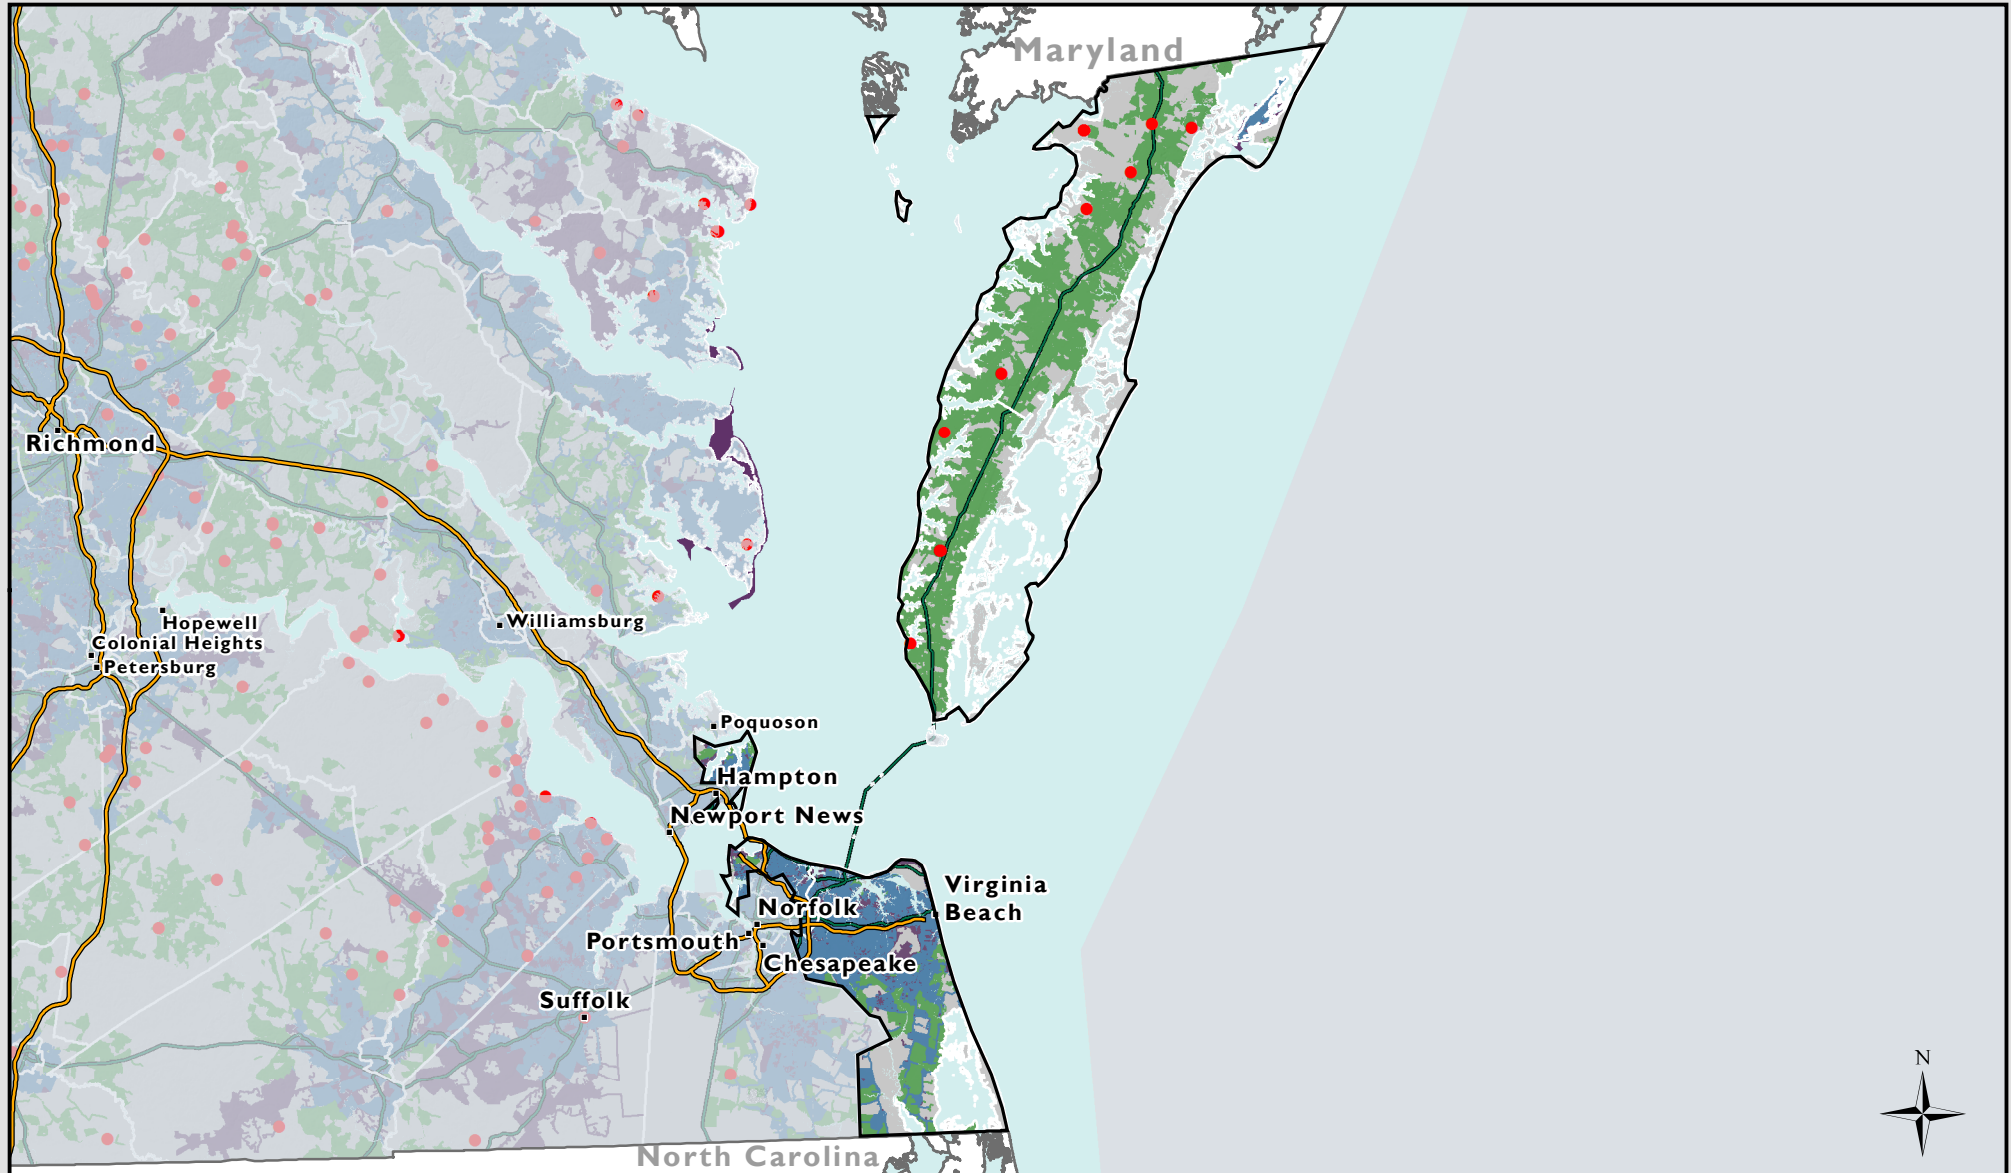 Maryland
Richmond
Hopewell
Colonial Heights
Petersburg
Williamsburg
Poquoson
Hampton
Newport News
Virginia
Beach
Norfolk
Portsmouth
Chesapeake
Suffolk
N
North Carolina